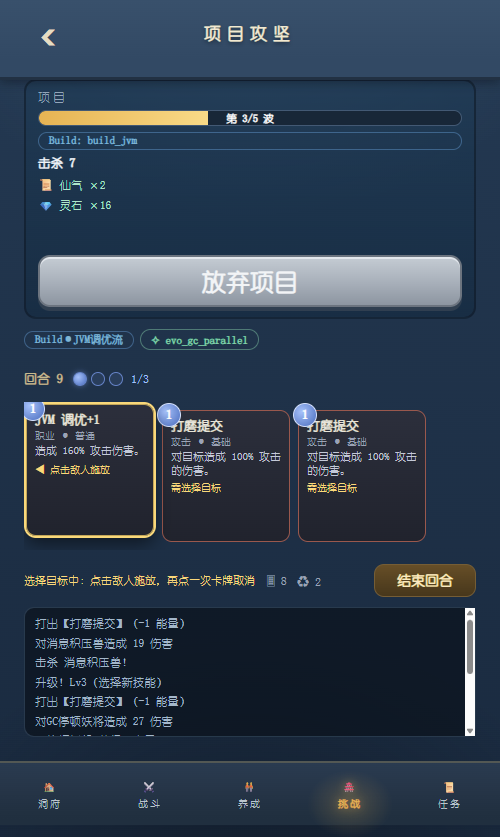 项目攻坚
项目
第 3/5 波
Build: build_jvm
击杀 7
仙气 ×2
灵石 ×16
放弃项目
Build●JVM调优流
✧ evo_gc_parallel
回合 9
1/3
1
JVM 调优+1
职业 ● 普通
造成 160% 攻击伤害。
◀ 点击敌人施放
1
打磨提交
攻击 ● 基础
对目标造成 100% 攻击
的伤害。
需选择目标
1
打磨提交
攻击 ● 基础
对目标造成 100% 攻击
的伤害。
需选择目标
选择目标中: 点击敌人施放，再点一次卡牌取消
8
♻ 2
结束回合
打出【打磨提交】 (-1 能量)
对消息积压兽造成 19 伤害
击杀 消息积压兽!
升级! Lv3 (选择新技能)
打出【打磨提交】 (-1 能量)
对GC停顿妖将造成 27 伤害
洞府
战斗
养成
挑战
任务